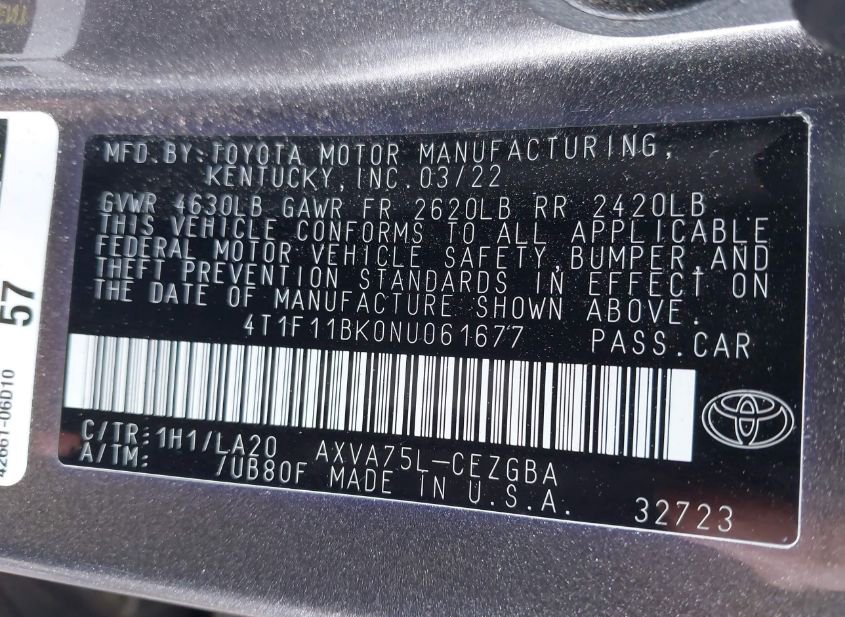 MFD.BY:TOYOTA MOTOR MANUFACTURING,
KENTUCKY,INC.03/22
GVWR 4630LB GAWR FR 2620LB RR 2420LB
THIS VEHICLE CONFORMS TO ALL APPLICABLE
FEDERAL MOTOR VEHICLE SAFETY,BUMPER,AND
THEFT PREVENTION STANDARDS IN EFFECT ON
THE DATE OF MANUFACTURE SHOWN ABOVE.
4T1F11BK0NU061677 PASS.CAR
C/TR:1H1/LA20 AXVA75L-CEZGBA
A/TM: /UB80F MADE IN U.S.A. 32723
57
42661-06D10